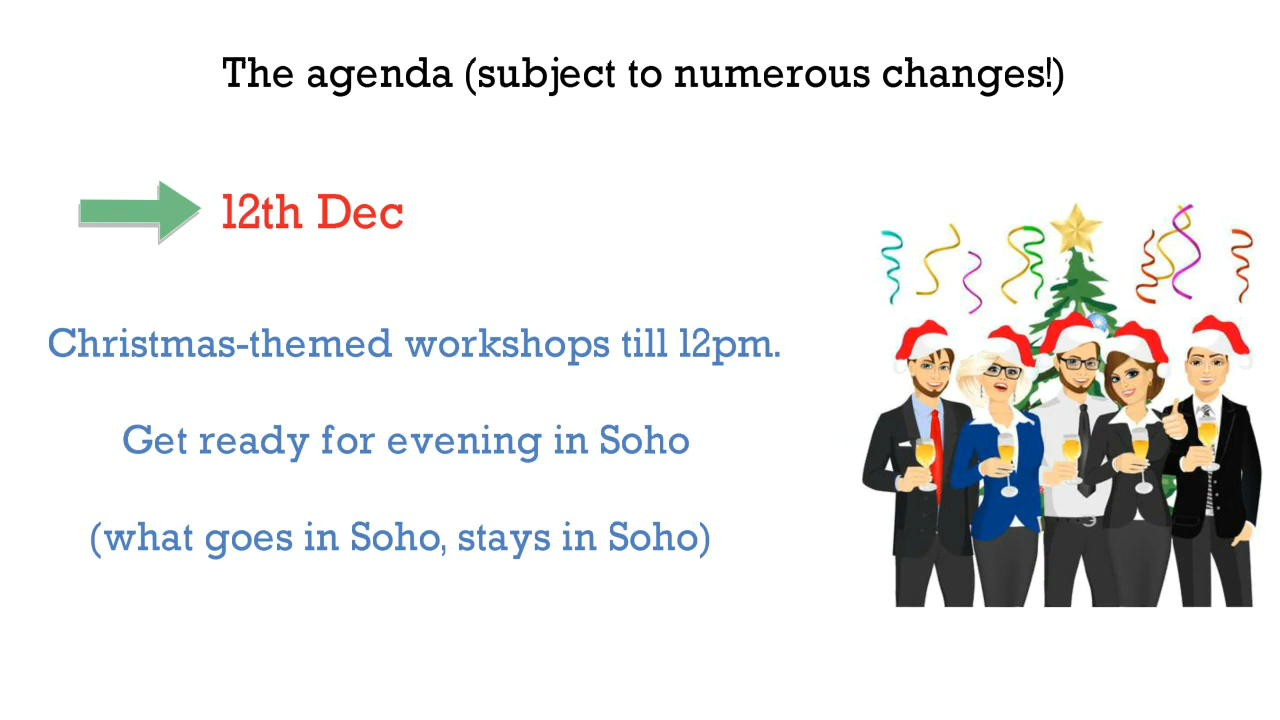 The agenda (subject to numerous changes!)
12th Dec
Christmas-themed workshops till 12pm.
Get ready for evening in Soho
(what goes in Soho, stays in Soho)